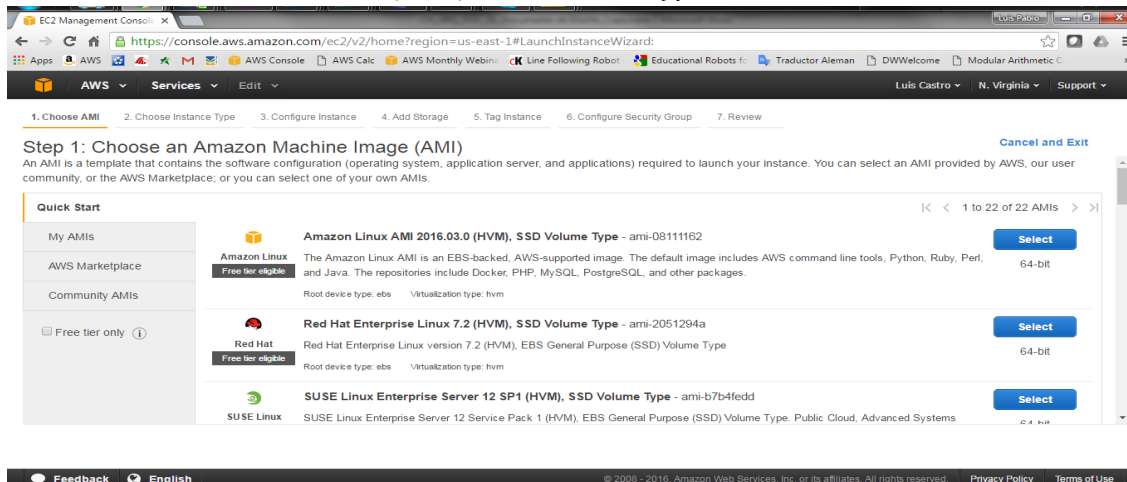 EC2 Management Console
Luis Pablo
https://console.aws.amazon.com/ec2/v2/home?region=us-east-1#LaunchInstanceWizard:
Apps AWS AWS Console AWS Calc AWS Monthly Webina Line Following Robot Educational Robots fo Traductor Aleman DWWelcome Modular Arithmetic C
AWS Services Edit Luis Castro N. Virginia Support
1. Choose AMI 2. Choose Instance Type 3. Configure Instance 4. Add Storage 5. Tag Instance 6. Configure Security Group 7. Review
Step 1: Choose an Amazon Machine Image (AMI)
Cancel and Exit
An AMI is a template that contains the software configuration (operating system, application server, and applications) required to launch your instance. You can select an AMI provided by AWS, our user
community, or the AWS Marketplace; or you can select one of your own AMIs.
Quick Start
My AMIs
AWS Marketplace
Community AMIs
Free tier only
1 to 22 of 22 AMIs
Amazon Linux
Free tier eligible
Amazon Linux AMI 2016.03.0 (HVM), SSD Volume Type - ami-08111162
The Amazon Linux AMI is an EBS-backed, AWS-supported image. The default image includes AWS command line tools, Python, Ruby, Perl,
and Java. The repositories include Docker, PHP, MySQL, PostgreSQL, and other packages.
Root device type: ebs Virtualization type: hvm
Select
64-bit
Red Hat
Free tier eligible
Red Hat Enterprise Linux 7.2 (HVM), SSD Volume Type - ami-2051294a
Red Hat Enterprise Linux version 7.2 (HVM), EBS General Purpose (SSD) Volume Type
Root device type: ebs Virtualization type: hvm
Select
64-bit
SUSE Linux
SUSE Linux Enterprise Server 12 SP1 (HVM), SSD Volume Type - ami-b7b4fedd
SUSE Linux Enterprise Server 12 Service Pack 1 (HVM), EBS General Purpose (SSD) Volume Type. Public Cloud, Advanced Systems
Select
64-bit
Feedback English
© 2008 - 2016, Amazon Web Services, Inc. or its affiliates. All rights reserved. Privacy Policy Terms of Use